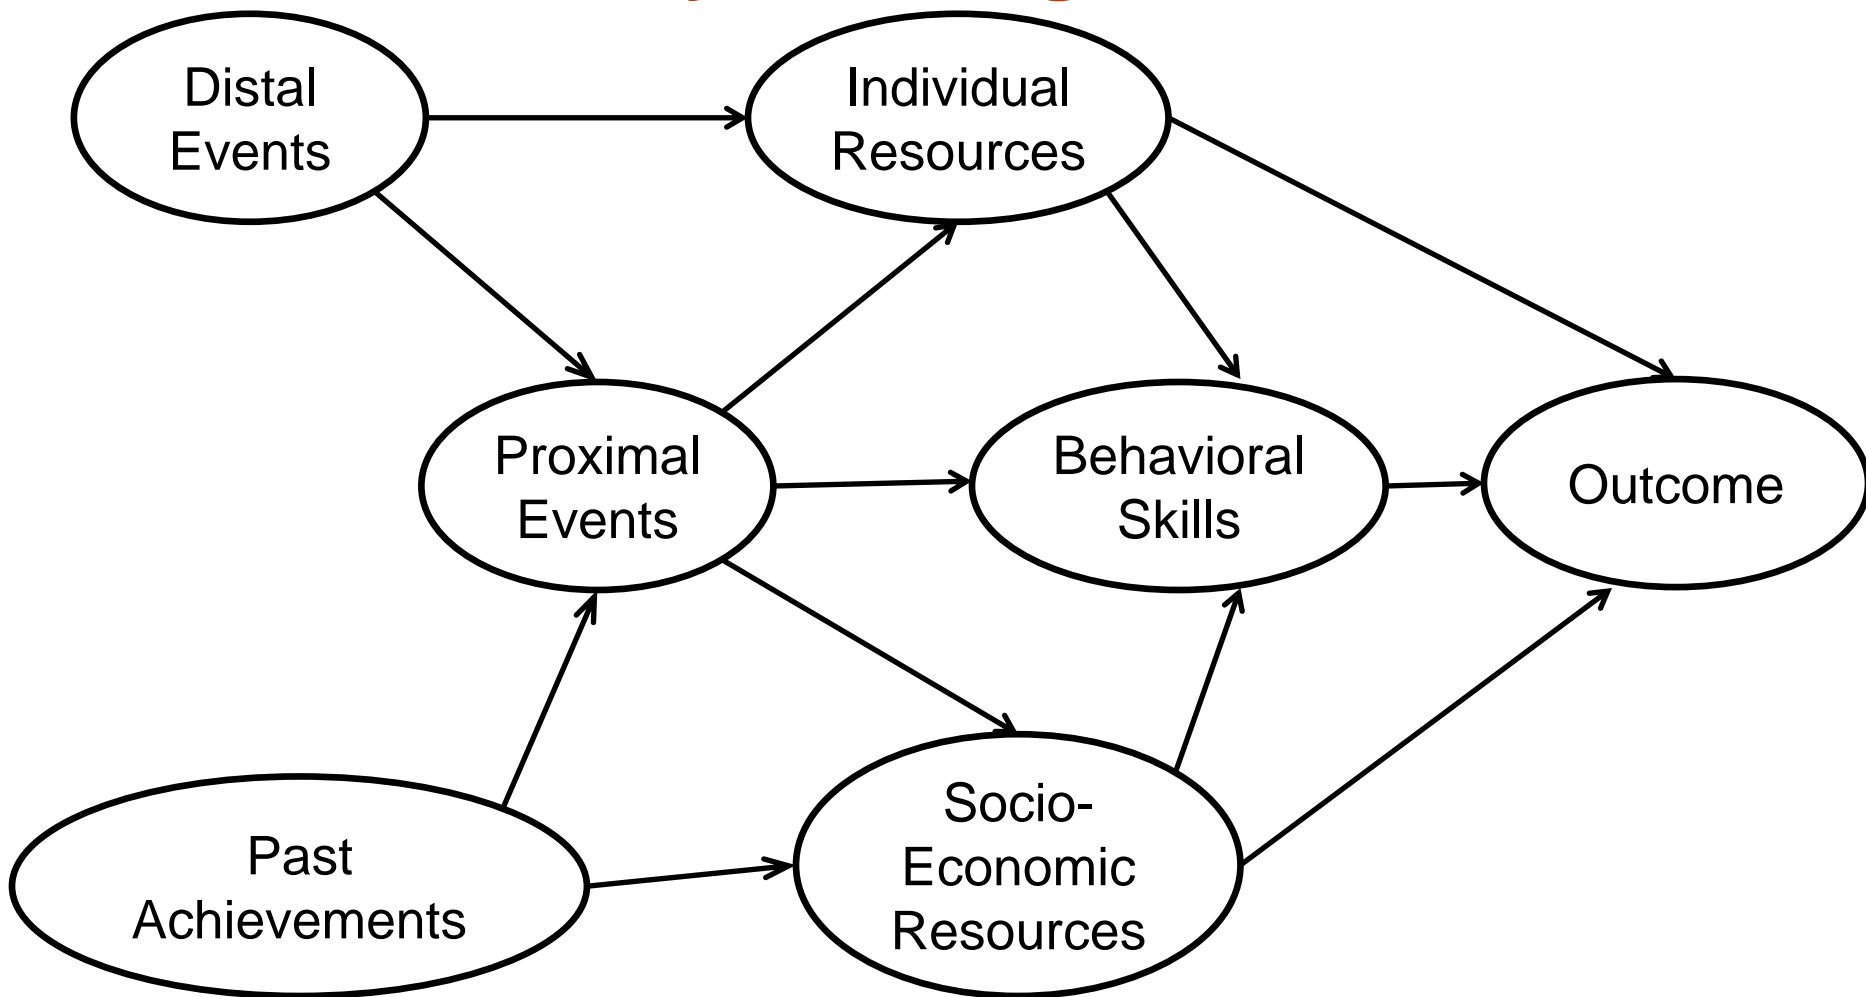 Distal
Events
Individual
Resources
Proximal
Events
Behavioral
Skills
Outcome
Past
Achievements
Socio-
Economic
Resources